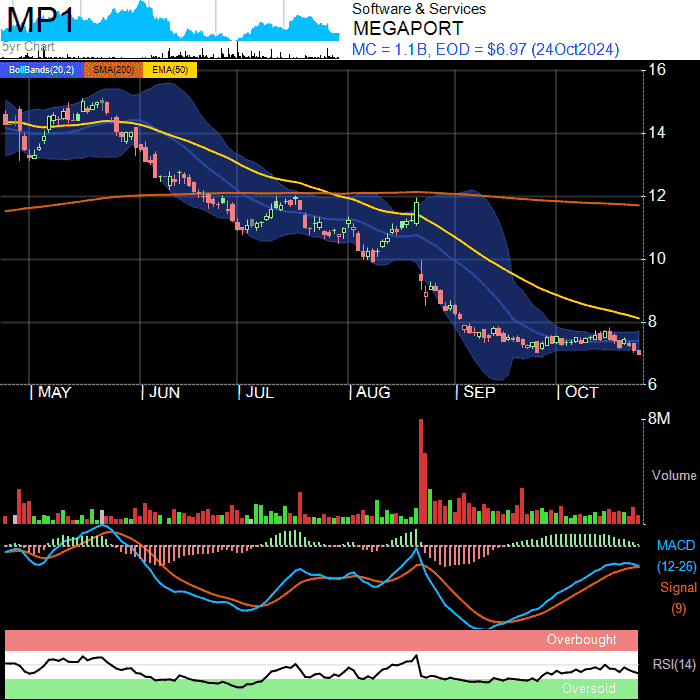 MP1
5yr Chart
Software & Services
MEGAPORT
MC = 1.1B, EOD = $6.97 (24Oct2024)
BollBands(20,2) SMA(200) EMA(50)
16
14
12
10
8
6
MAY JUN JUL AUG SEP OCT
8M
Volume
MACD
(12-26)
Signal
(9)
Overbought
RSI(14)
Oversold